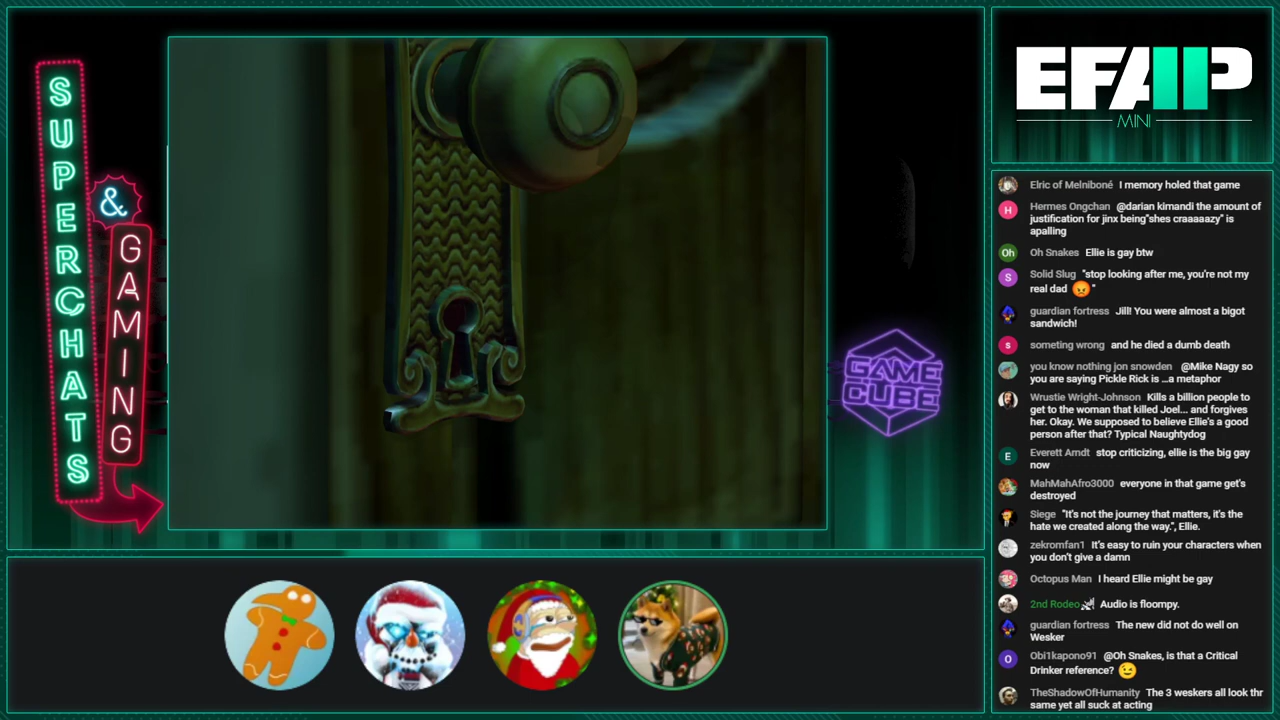 SUPERCHATS
&
GAMING
GAME
CUBE
EFAP
MINI
Elric of Melniboné I memory holed that game
H Hermes Ongchan @darian kimandi the amount of
justification for jinx being"shes craaaaazy" is
apalling
Oh Oh Snakes Ellie is gay btw
S Solid Slug "stop looking after me, you're not my
real dad 😡 "
guardian fortress Jill! You were almost a bigot
sandwich!
s someting wrong and he died a dumb death
you know nothing jon snowden @Mike Nagy so
you are saying Pickle Rick is ...a metaphor
Wrustie Wright-Johnson Kills a billion people to
get to the woman that killed Joel... and forgives
her. Okay. We supposed to believe Ellie's a good
person after that? Typical Naughtydog
E Everett Arndt stop criticizing, ellie is the big gay
now
MahMahAfro3000 everyone in that game get's
destroyed
Siege "It's not the journey that matters, it's the
hate we created along the way.", Ellie.
zekromfan1 It's easy to ruin your characters when
you don't give a damn
Octopus Man I heard Ellie might be gay
2nd Rodeo Audio is floompy.
guardian fortress The new did not do well on
Wesker
O Obi1kapono91 @Oh Snakes, is that a Critical
Drinker reference? 😉
TheShadowOfHumanity The 3 weskers all look thr
same yet all suck at acting